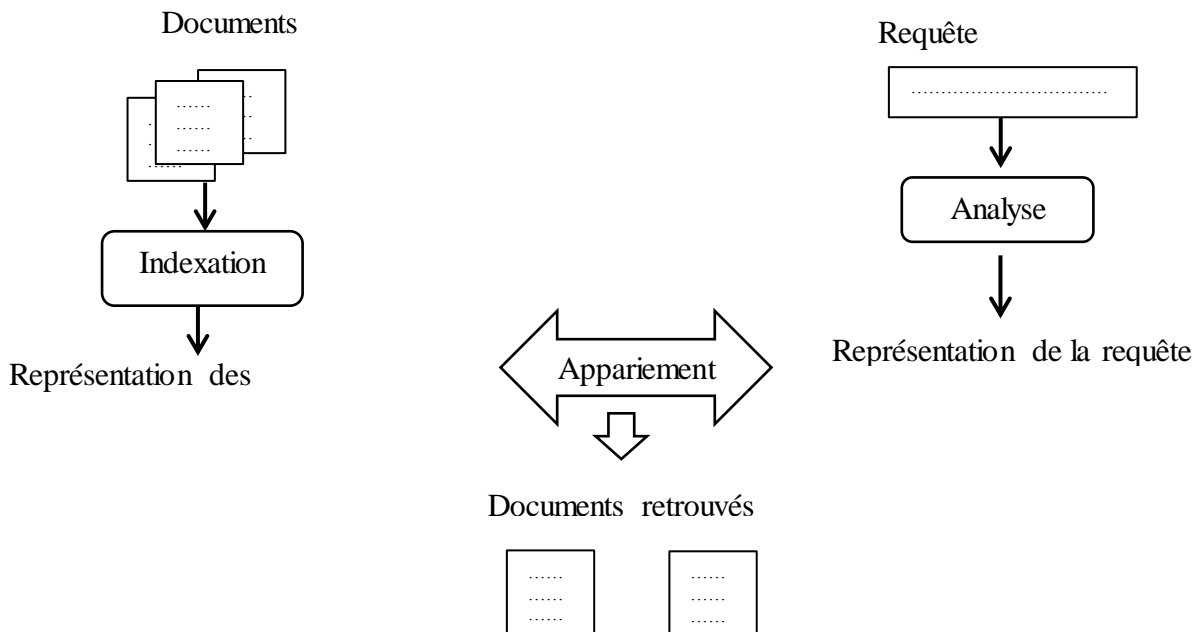 Documents
Requête
Analyse
Indexation
Représentation de la requête
Appariement
Représentation des
Documents retrouvés